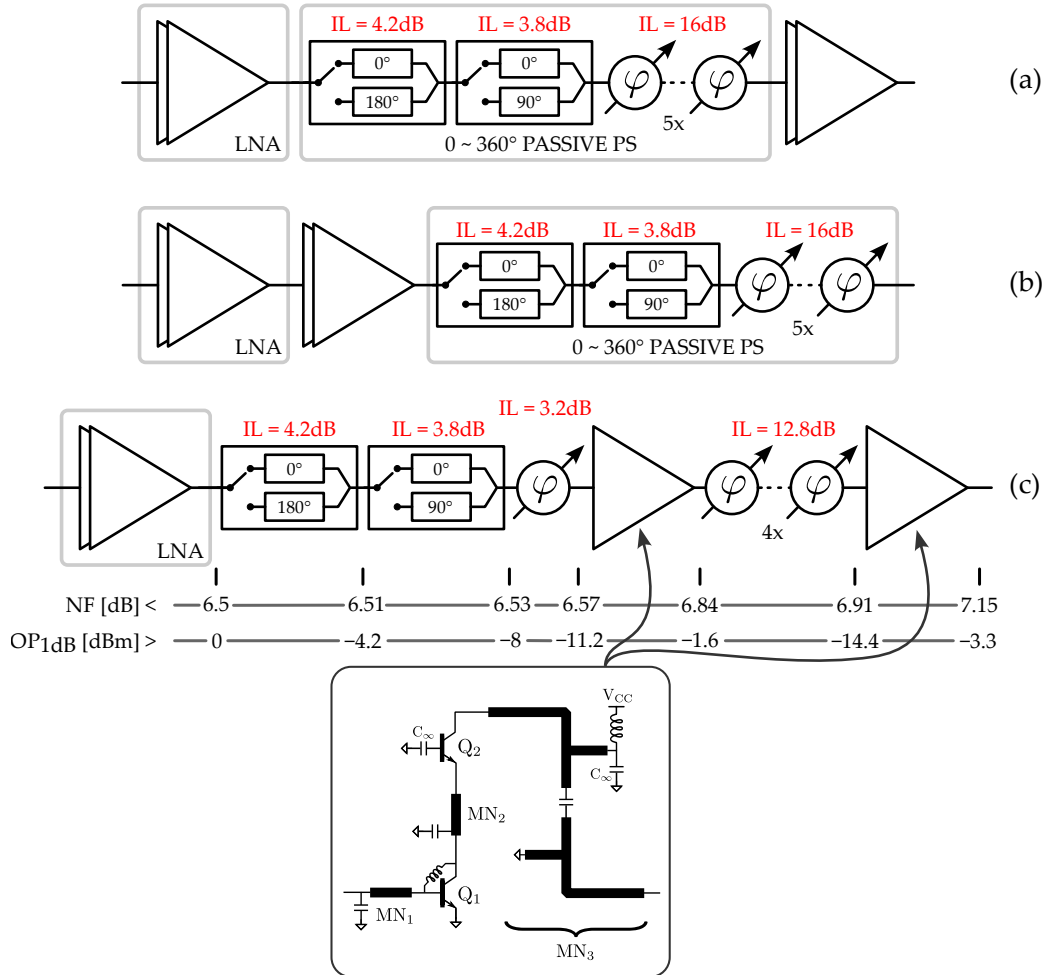 IL = 4.2dB IL = 3.8dB IL = 16dB
0° 0°
φ φ (a)
180° 90°
5x
LNA 0 ~ 360° PASSIVE PS
IL = 4.2dB IL = 3.8dB IL = 16dB
0° 0°
φ φ (b)
180° 90°
5x
LNA 0 ~ 360° PASSIVE PS
IL = 3.2dB
IL = 4.2dB IL = 3.8dB IL = 12.8dB
0° 0°
φ φ φ (c)
180° 90°
4x
LNA
NF [dB] < 6.5 6.51 6.53 6.57 6.84 6.91 7.15
OP1dB [dBm] > 0 −4.2 −8 −11.2 −1.6 −14.4 −3.3
VCC
C∞ Q2
C∞
MN2
Q1
MN1
MN3